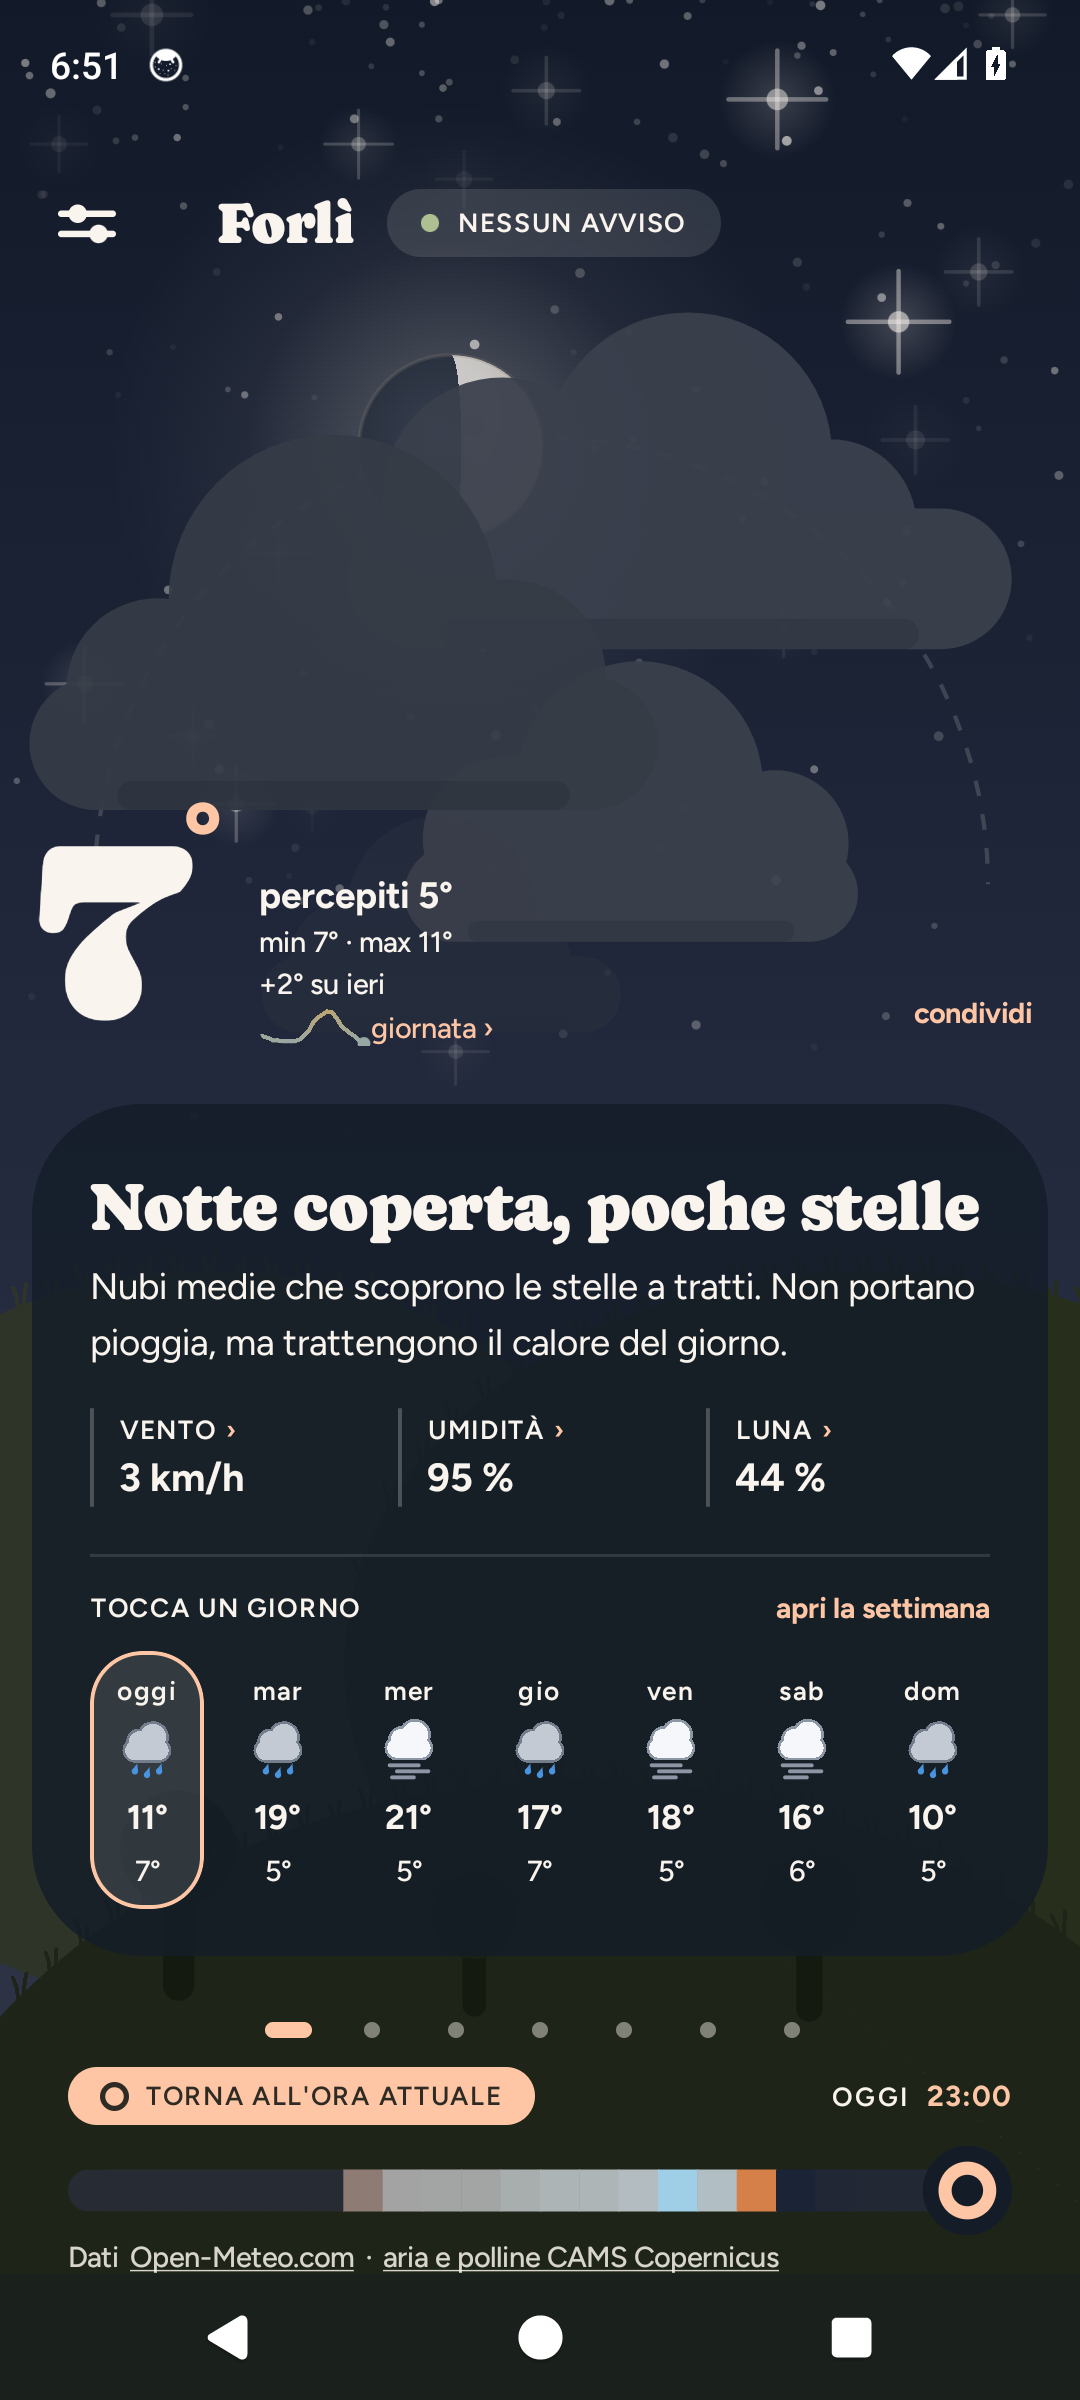 6:51
Forlì
NESSUN AVVISO
7°
percepiti 5°
min 7° · max 11°
+2° su ieri
giornata ›
condividi
Notte coperta, poche stelle
Nubi medie che scoprono le stelle a tratti. Non portano
pioggia, ma trattengono il calore del giorno.
VENTO › UMIDITÀ › LUNA ›
3 km/h 95 % 44 %
TOCCA UN GIORNO apri la settimana
oggi mar mer gio ven sab dom
11° 19° 21° 17° 18° 16° 10°
7° 5° 5° 7° 5° 6° 5°
TORNA ALL'ORA ATTUALE OGGI 23:00
Dati Open-Meteo.com · aria e polline CAMS Copernicus